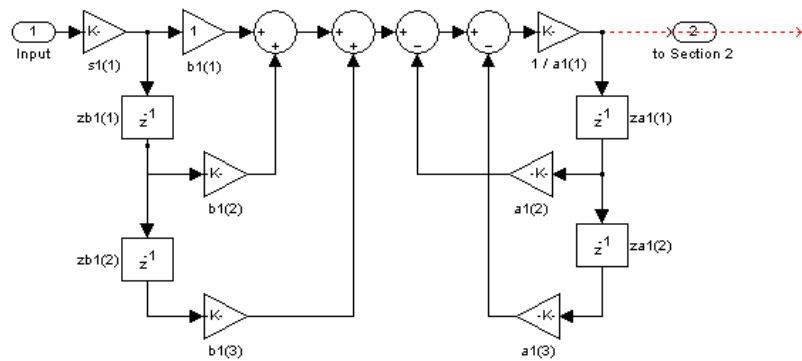 1
Input
K-
s1(1)
1
b1(1)
+
+
+
+
+
−
+
−
K-
1 / a1(1)
2
to Section 2
zb1(1)
z-1
z-1
za1(1)
-K-
b1(2)
-K-
a1(2)
zb1(2)
z-1
z-1
za1(2)
-K-
b1(3)
-K-
a1(3)